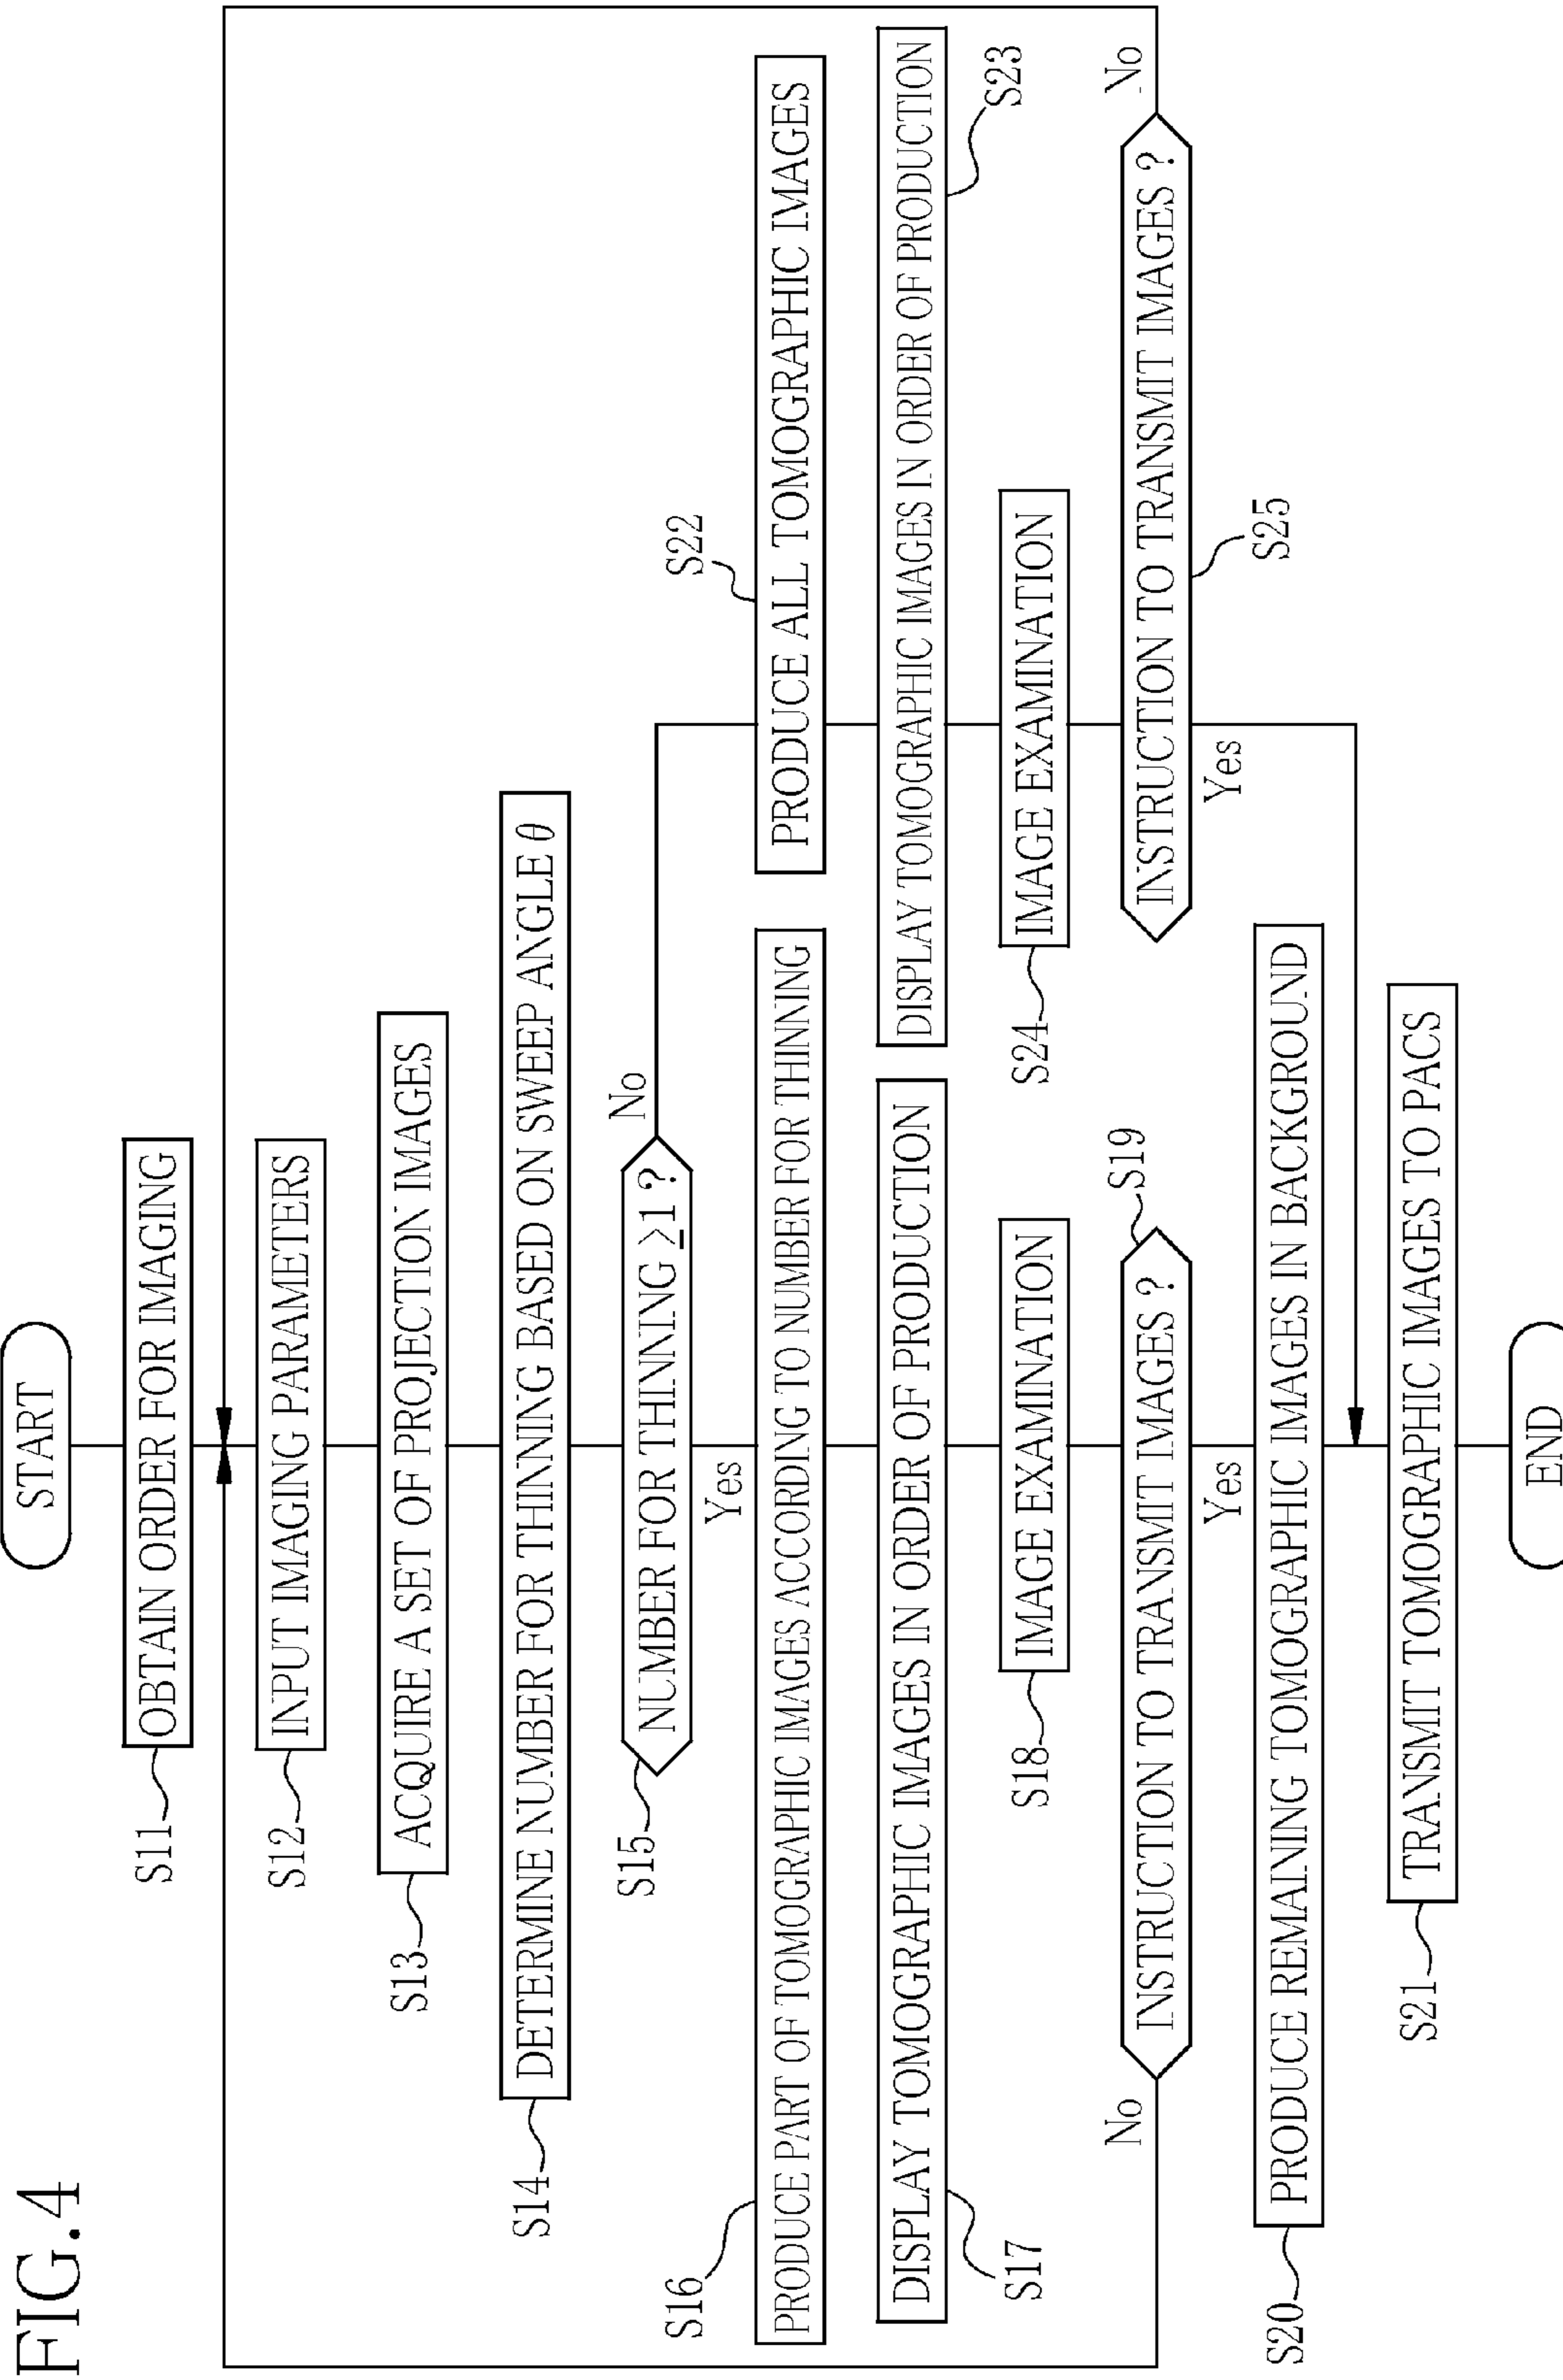 FIG.4
START
S11
OBTAIN ORDER FOR IMAGING
S12
INPUT IMAGING PARAMETERS
S13
ACQUIRE A SET OF PROJECTION IMAGES
S14
DETERMINE NUMBER FOR THINNING BASED ON SWEEP ANGLE θ
S15
NUMBER FOR THINNING ≥1 ?
No
Yes
S16
PRODUCE PART OF TOMOGRAPHIC IMAGES ACCORDING TO NUMBER FOR THINNING
S17
DISPLAY TOMOGRAPHIC IMAGES IN ORDER OF PRODUCTION
S18
IMAGE EXAMINATION
S19
INSTRUCTION TO TRANSMIT IMAGES ?
No
Yes
S20
PRODUCE REMAINING TOMOGRAPHIC IMAGES IN BACKGROUND
S21
TRANSMIT TOMOGRAPHIC IMAGES TO PACS
END
S22
PRODUCE ALL TOMOGRAPHIC IMAGES
S23
DISPLAY TOMOGRAPHIC IMAGES IN ORDER OF PRODUCTION
S24
IMAGE EXAMINATION
S25
INSTRUCTION TO TRANSMIT IMAGES ?
No
Yes